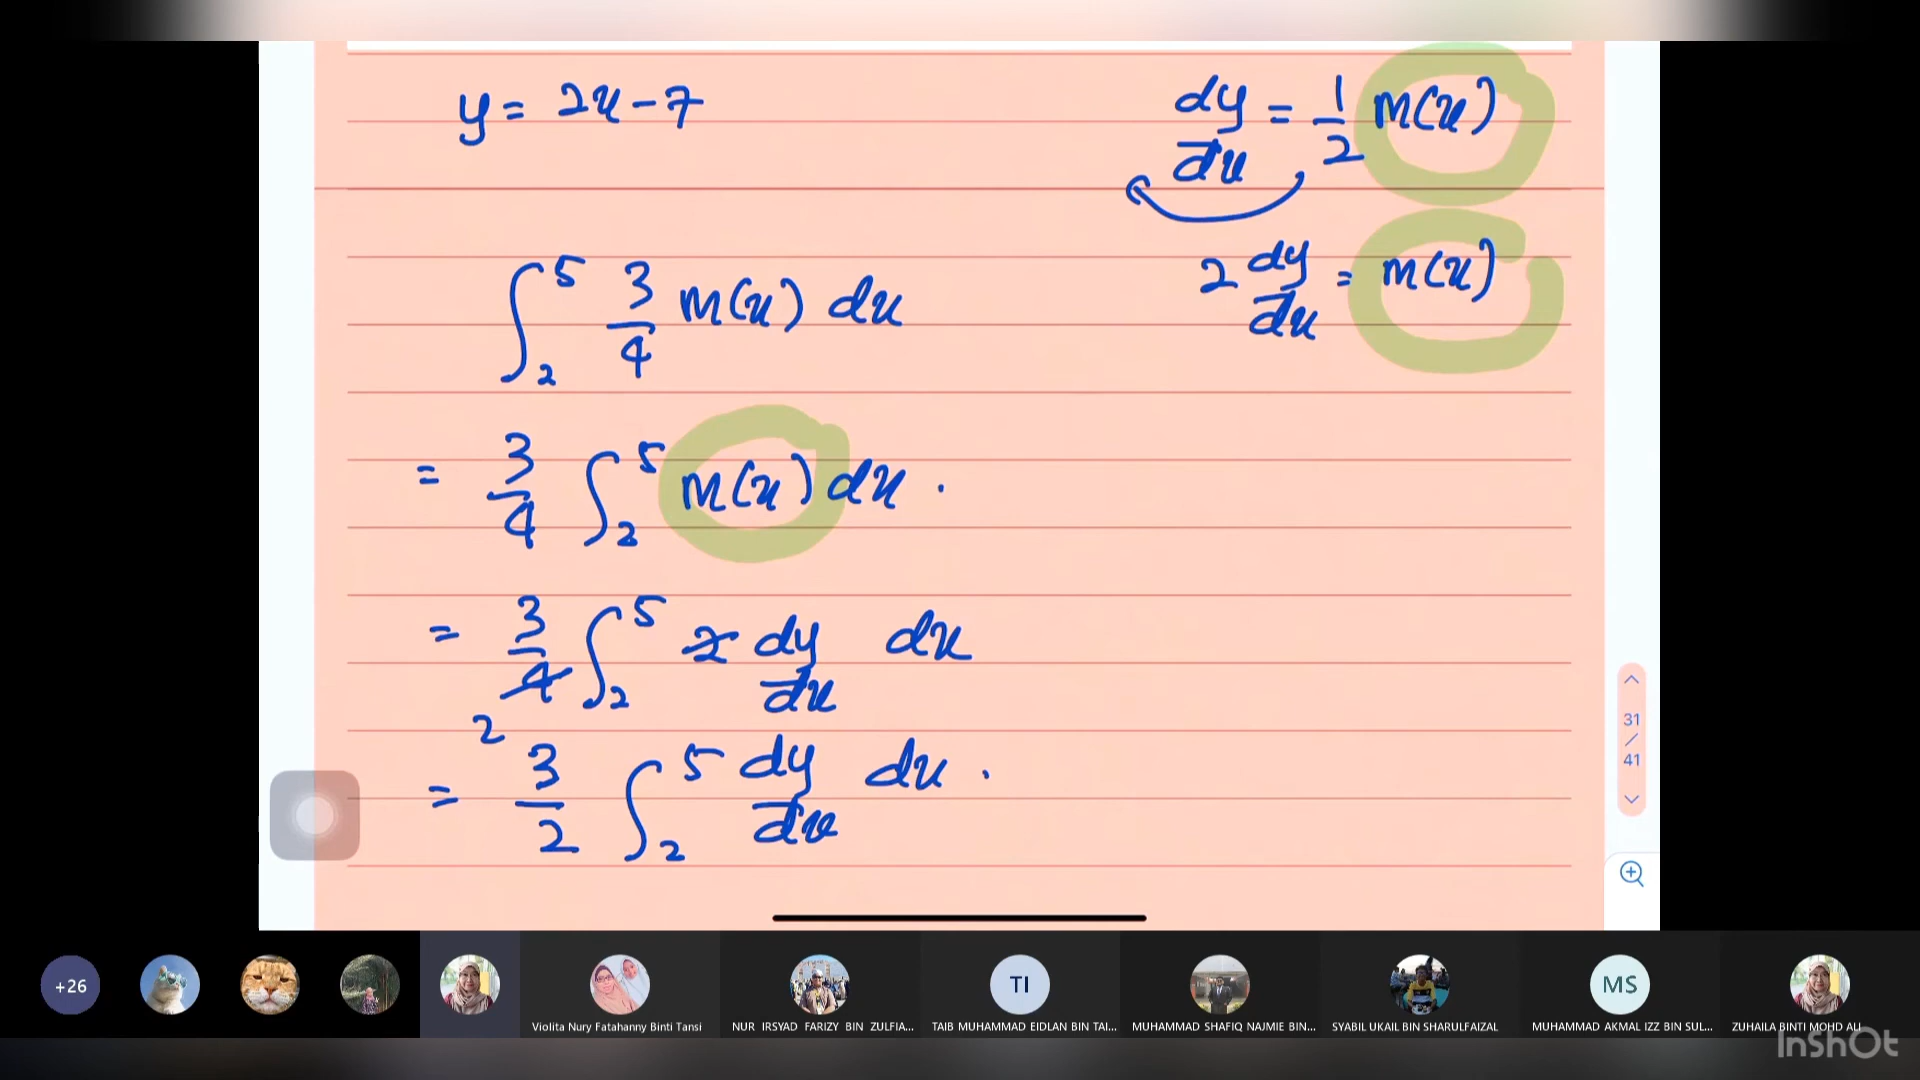 y = 2x - 7
dy/dx = 1/2 m(x)
2 dy/dx = m(x)
∫₂⁵ 3/4 m(x) dx
= 3/4 ∫₂⁵ m(x) dx .
= 3/4 ∫₂⁵ 2 dy/dx dx
2
= 3/2 ∫₂⁵ dy/dx dx .
31
/
41
+26
Violita Nury Fatahanny Binti Tansi
NUR IRSYAD FARIZY BIN ZULFIA...
TI
TAIB MUHAMMAD EIDLAN BIN TAI...
MUHAMMAD SHAFIQ NAJMIE BIN...
SYABIL UKAIL BIN SHARULFAIZAL
MS
MUHAMMAD AKMAL IZZ BIN SUL...
ZUHAILA BINTI MOHD ALI
InShOt